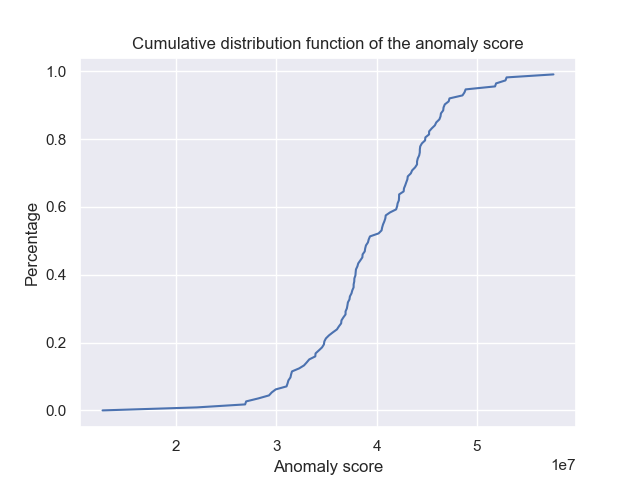 Cumulative distribution function of the anomaly score
1.0
0.8
0.6
0.4
0.2
0.0
Percentage
2 3 4 5
1e7
Anomaly score